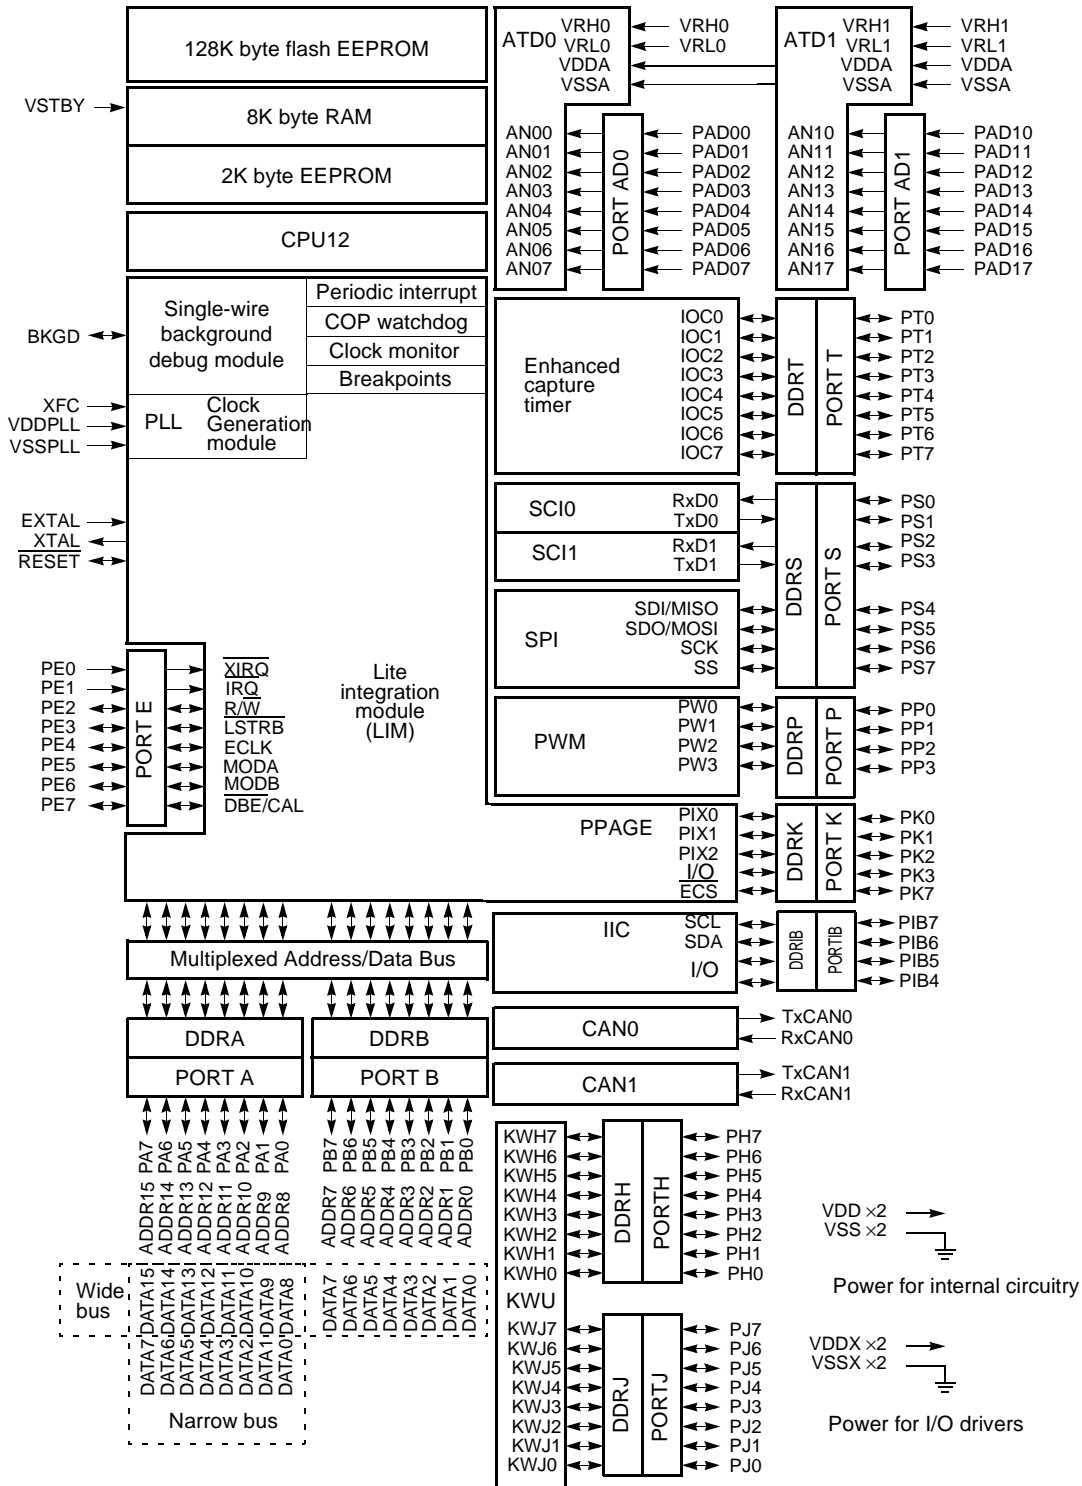 128K byte flash EEPROM
VSTBY
8K byte RAM
2K byte EEPROM
CPU12
Single-wire
background
debug module
Periodic interrupt
COP watchdog
Clock monitor
Breakpoints
BKGD
XFC
VDDPLL
VSSPLL
PLL
Clock
Generation
module
EXTAL
XTAL
RESET
PE0
PE1
PE2
PE3
PE4
PE5
PE6
PE7
PORT E
XIRQ
IRQ
R/W
LSTRB
ECLK
MODA
MODB
DBE/CAL
Lite
integration
module
(LIM)
ATD0
VRH0
VRL0
VDDA
VSSA
VRH0
VRL0
AN00
AN01
AN02
AN03
AN04
AN05
AN06
AN07
PORT AD0
PAD00
PAD01
PAD02
PAD03
PAD04
PAD05
PAD06
PAD07
ATD1
VRH1
VRL1
VDDA
VSSA
VRH1
VRL1
VDDA
VSSA
AN10
AN11
AN12
AN13
AN14
AN15
AN16
AN17
PORT AD1
PAD10
PAD11
PAD12
PAD13
PAD14
PAD15
PAD16
PAD17
Enhanced
capture
timer
IOC0
IOC1
IOC2
IOC3
IOC4
IOC5
IOC6
IOC7
DDRT
PORT T
PT0
PT1
PT2
PT3
PT4
PT5
PT6
PT7
SCI0
RxD0
TxD0
SCI1
RxD1
TxD1
SPI
SDI/MISO
SDO/MOSI
SCK
SS
DDRS
PORT S
PS0
PS1
PS2
PS3
PS4
PS5
PS6
PS7
PWM
PW0
PW1
PW2
PW3
DDRP
PORT P
PP0
PP1
PP2
PP3
PPAGE
PIX0
PIX1
PIX2
I/O
ECS
DDRK
PORT K
PK0
PK1
PK2
PK3
PK7
IIC
SCL
SDA
I/O
DDRIB
PORTIB
PIB7
PIB6
PIB5
PIB4
CAN0
TxCAN0
RxCAN0
CAN1
TxCAN1
RxCAN1
Multiplexed Address/Data Bus
DDRA
PORT A
DDRB
PORT B
PA7
PA6
PA5
PA4
PA3
PA2
PA1
PA0
PB7
PB6
PB5
PB4
PB3
PB2
PB1
PB0
ADDR15
ADDR14
ADDR13
ADDR12
ADDR11
ADDR10
ADDR9
ADDR8
ADDR7
ADDR6
ADDR5
ADDR4
ADDR3
ADDR2
ADDR1
ADDR0
Wide
bus
DATA15
DATA14
DATA13
DATA12
DATA11
DATA10
DATA9
DATA8
DATA7
DATA6
DATA5
DATA4
DATA3
DATA2
DATA1
DATA0
DATA7
DATA6
DATA5
DATA4
DATA3
DATA2
DATA1
DATA0
Narrow bus
KWH7
KWH6
KWH5
KWH4
KWH3
KWH2
KWH1
KWH0
KWU
KWJ7
KWJ6
KWJ5
KWJ4
KWJ3
KWJ2
KWJ1
KWJ0
DDRH
PORTH
PH7
PH6
PH5
PH4
PH3
PH2
PH1
PH0
DDRJ
PORTJ
PJ7
PJ6
PJ5
PJ4
PJ3
PJ2
PJ1
PJ0
VDD ×2
VSS ×2
Power for internal circuitry
VDDX ×2
VSSX ×2
Power for I/O drivers